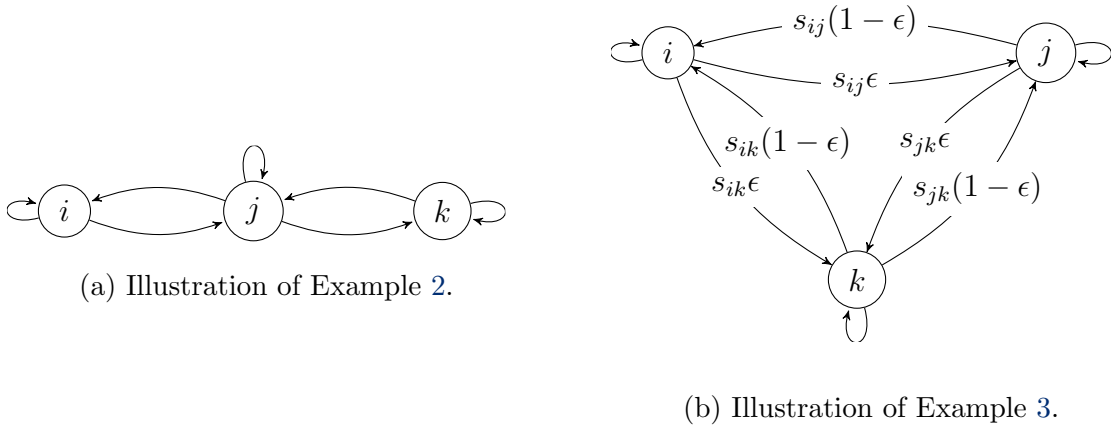 s_{ij}(1 − ϵ)
i
j
s_{ij}ϵ
s_{ik}(1 − ϵ)
s_{jk}ϵ
s_{ik}ϵ
s_{jk}(1 − ϵ)
i
j
k
k
(a) Illustration of Example 2.
(b) Illustration of Example 3.